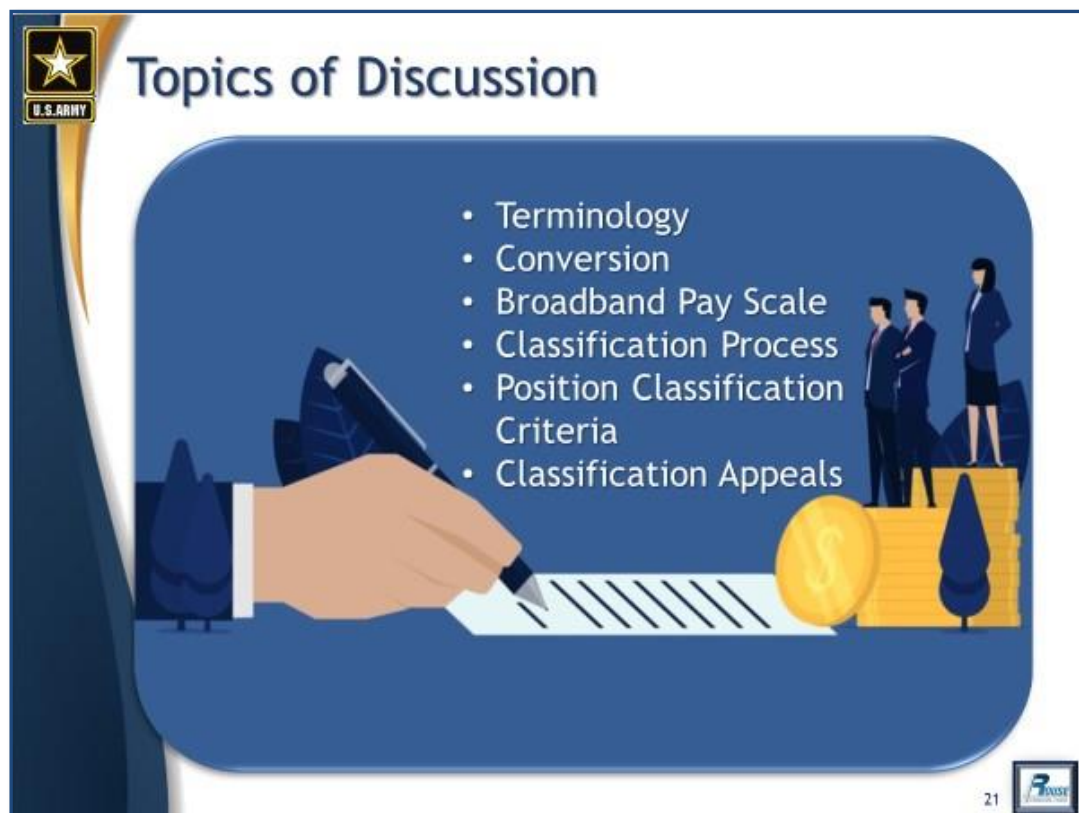 U.S.ARMY
Topics of Discussion
• Terminology
• Conversion
• Broadband Pay Scale
• Classification Process
• Position Classification
Criteria
• Classification Appeals
$
21